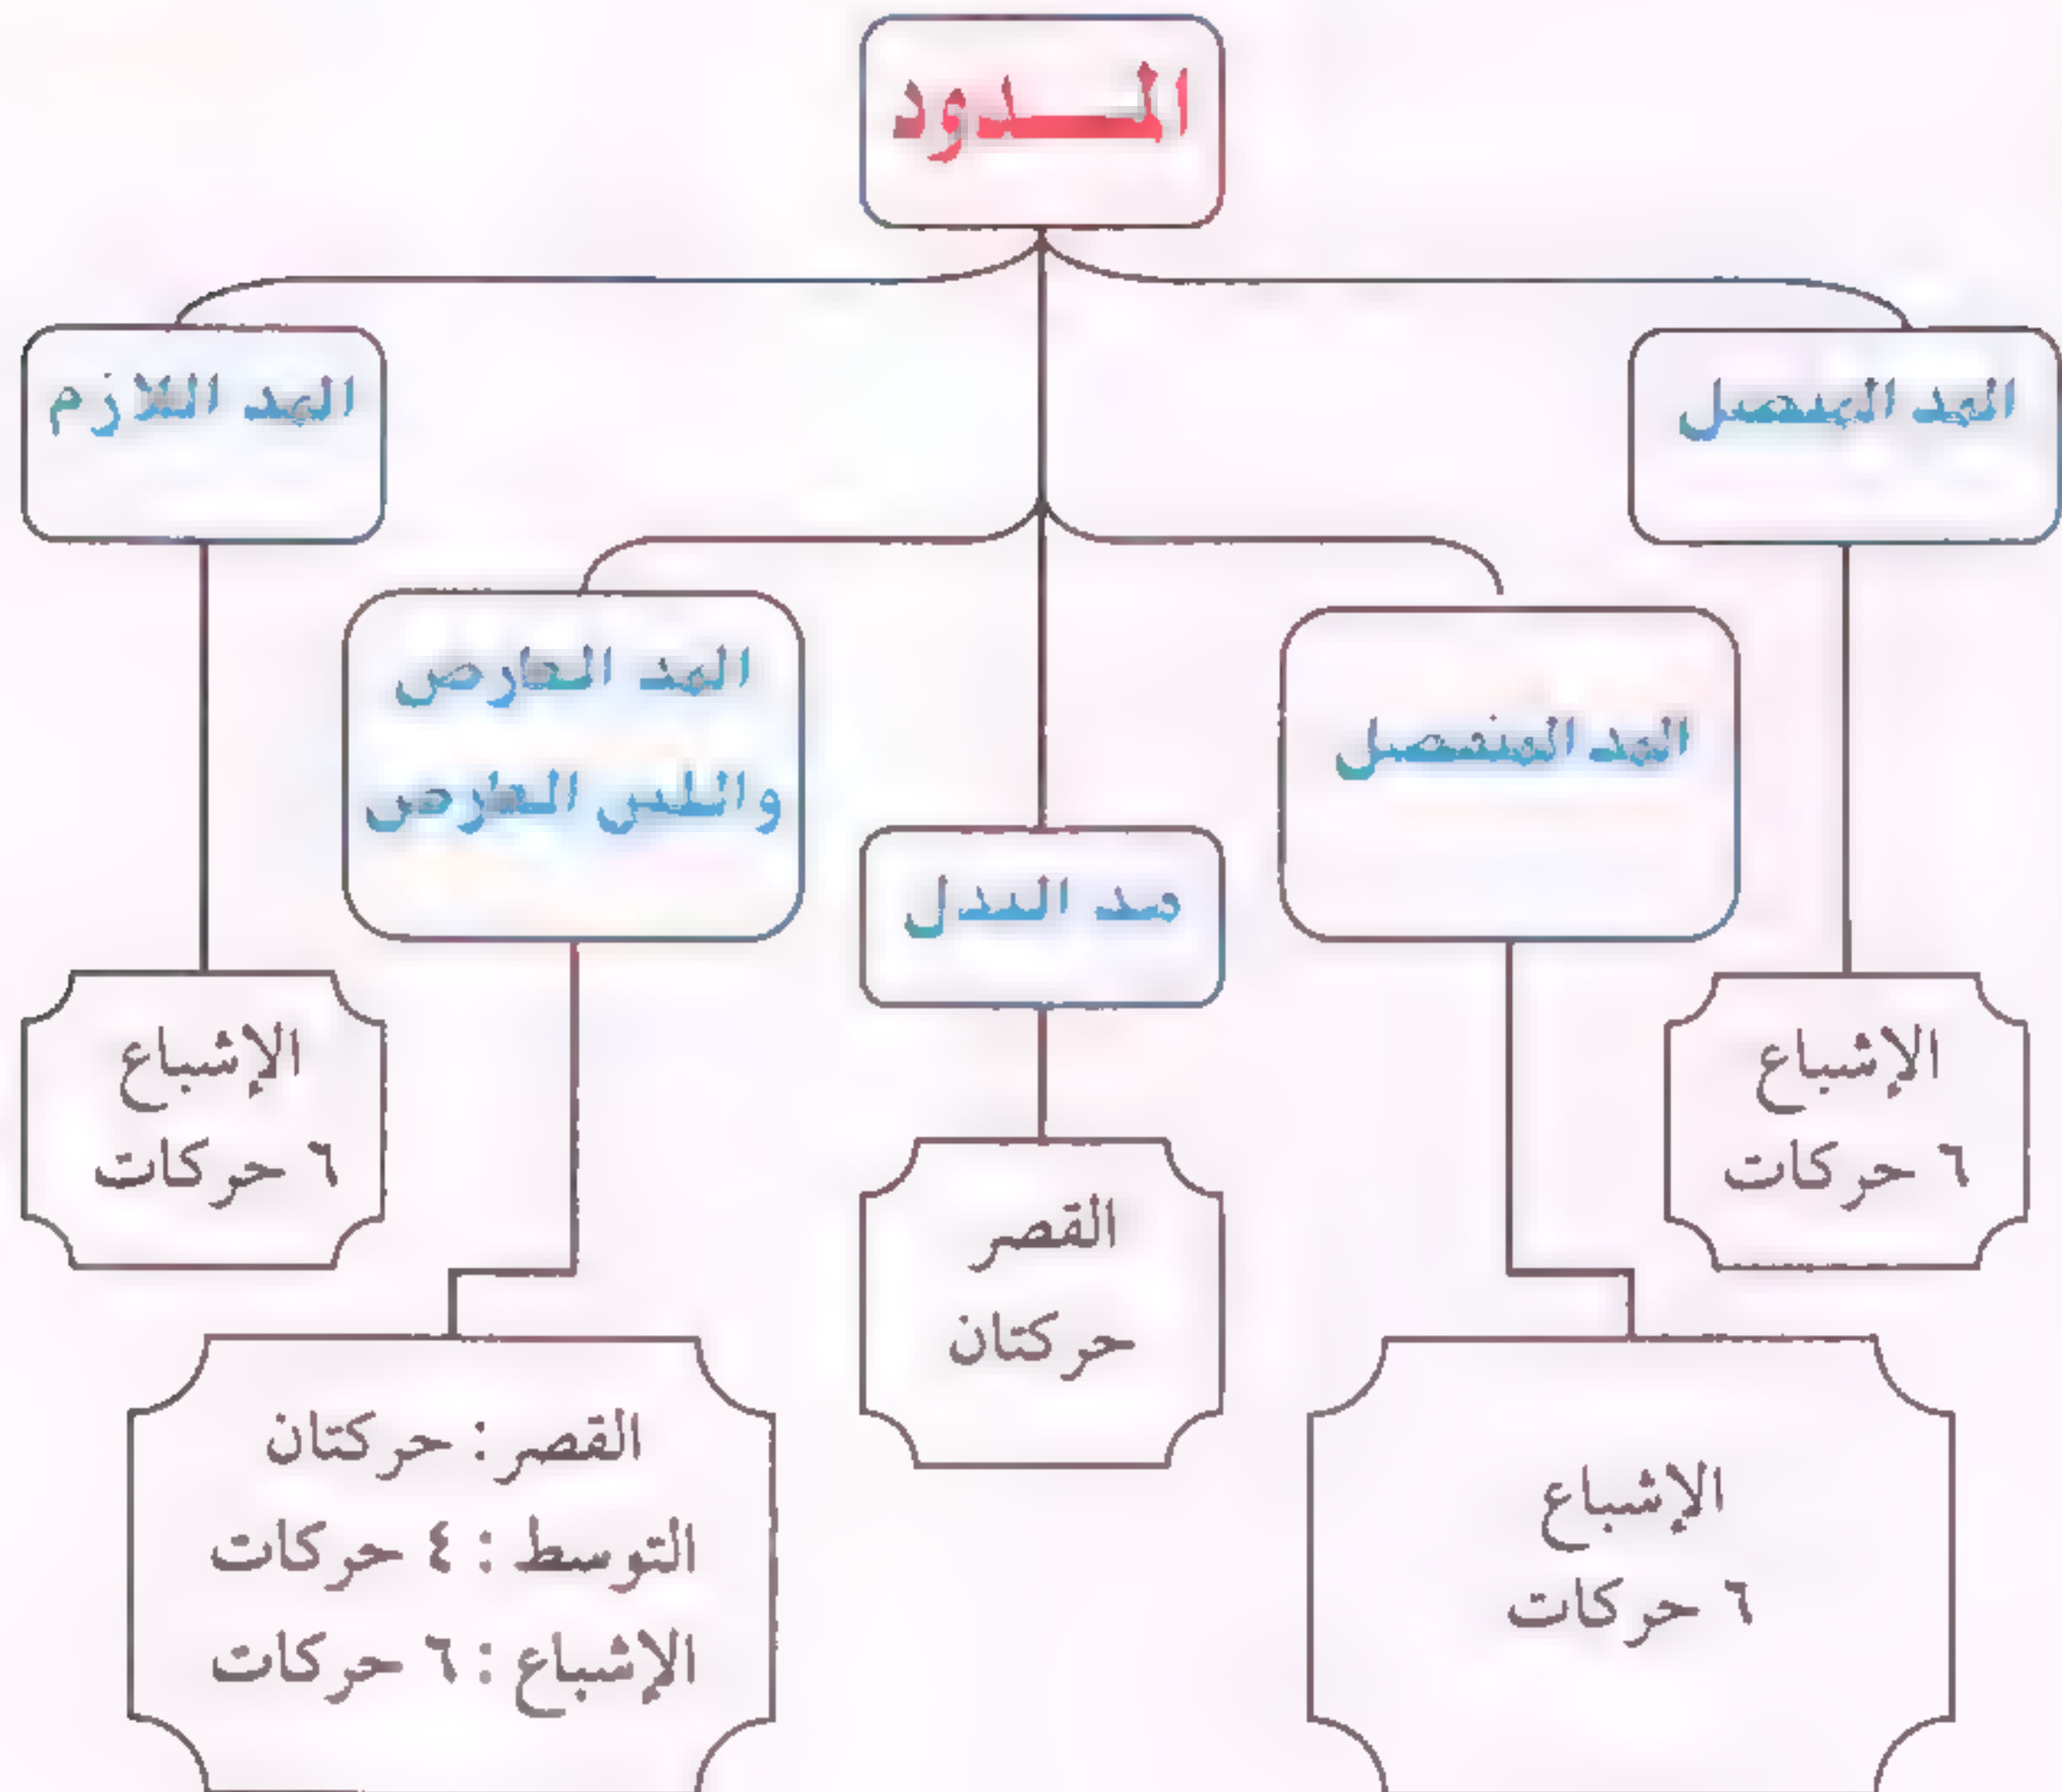 المـــدود
المد المتصل
المد اللازم
المد المنفصل
المد العارض
واللين العارض
مد البدل
الإشباع
٦ حركات
الإشباع
٦ حركات
القصر
حركتان
الإشباع
٦ حركات
القصر : حركتان
التوسط : ٤ حركات
الإشباع : ٦ حركات